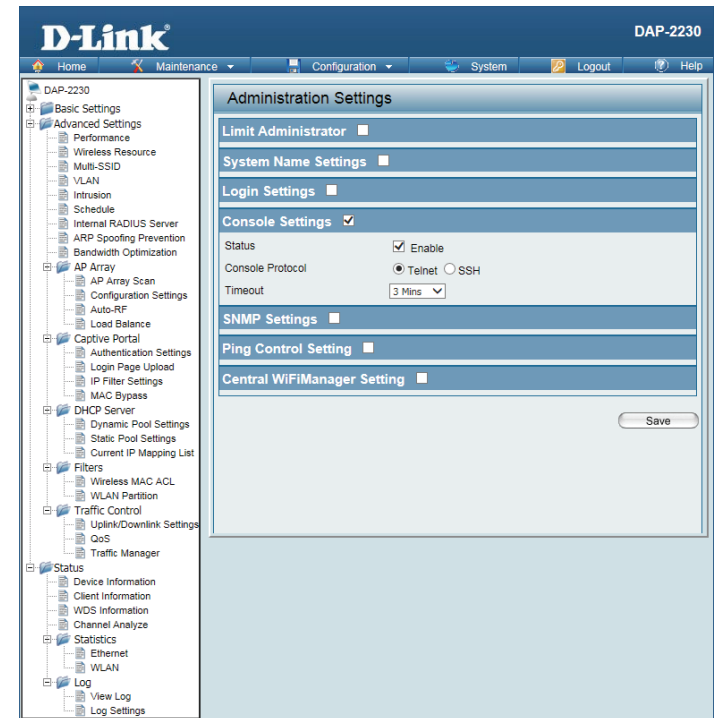 D-Link®
DAP-2230
Home
Maintenance
Configuration
System
Logout
Help
DAP-2230
Basic Settings
Advanced Settings
Performance
Wireless Resource
Multi-SSID
VLAN
Intrusion
Schedule
Internal RADIUS Server
ARP Spoofing Prevention
Bandwidth Optimization
AP Array
AP Array Scan
Configuration Settings
Auto-RF
Load Balance
Captive Portal
Authentication Settings
Login Page Upload
IP Filter Settings
MAC Bypass
DHCP Server
Dynamic Pool Settings
Static Pool Settings
Current IP Mapping List
Filters
Wireless MAC ACL
WLAN Partition
Traffic Control
Uplink/Downlink Settings
QoS
Traffic Manager
Status
Device Information
Client Information
WDS Information
Channel Analyze
Statistics
Ethernet
WLAN
Log
View Log
Log Settings
Administration Settings
Limit Administrator
System Name Settings
Login Settings
Console Settings
Status Enable
Console Protocol Telnet SSH
Timeout 3 Mins
SNMP Settings
Ping Control Setting
Central WiFiManager Setting
Save